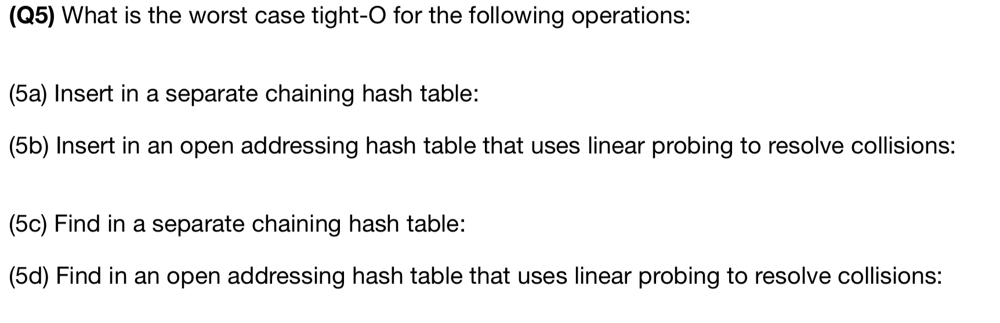 (Q5) What is the worst case tight-O for the following operations:
(5a) Insert in a separate chaining hash table:
(5b) Insert in an open addressing hash table that uses linear probing to resolve collisions:
(5c) Find in a separate chaining hash table:
(5d) Find in an open addressing hash table that uses linear probing to resolve collisions: